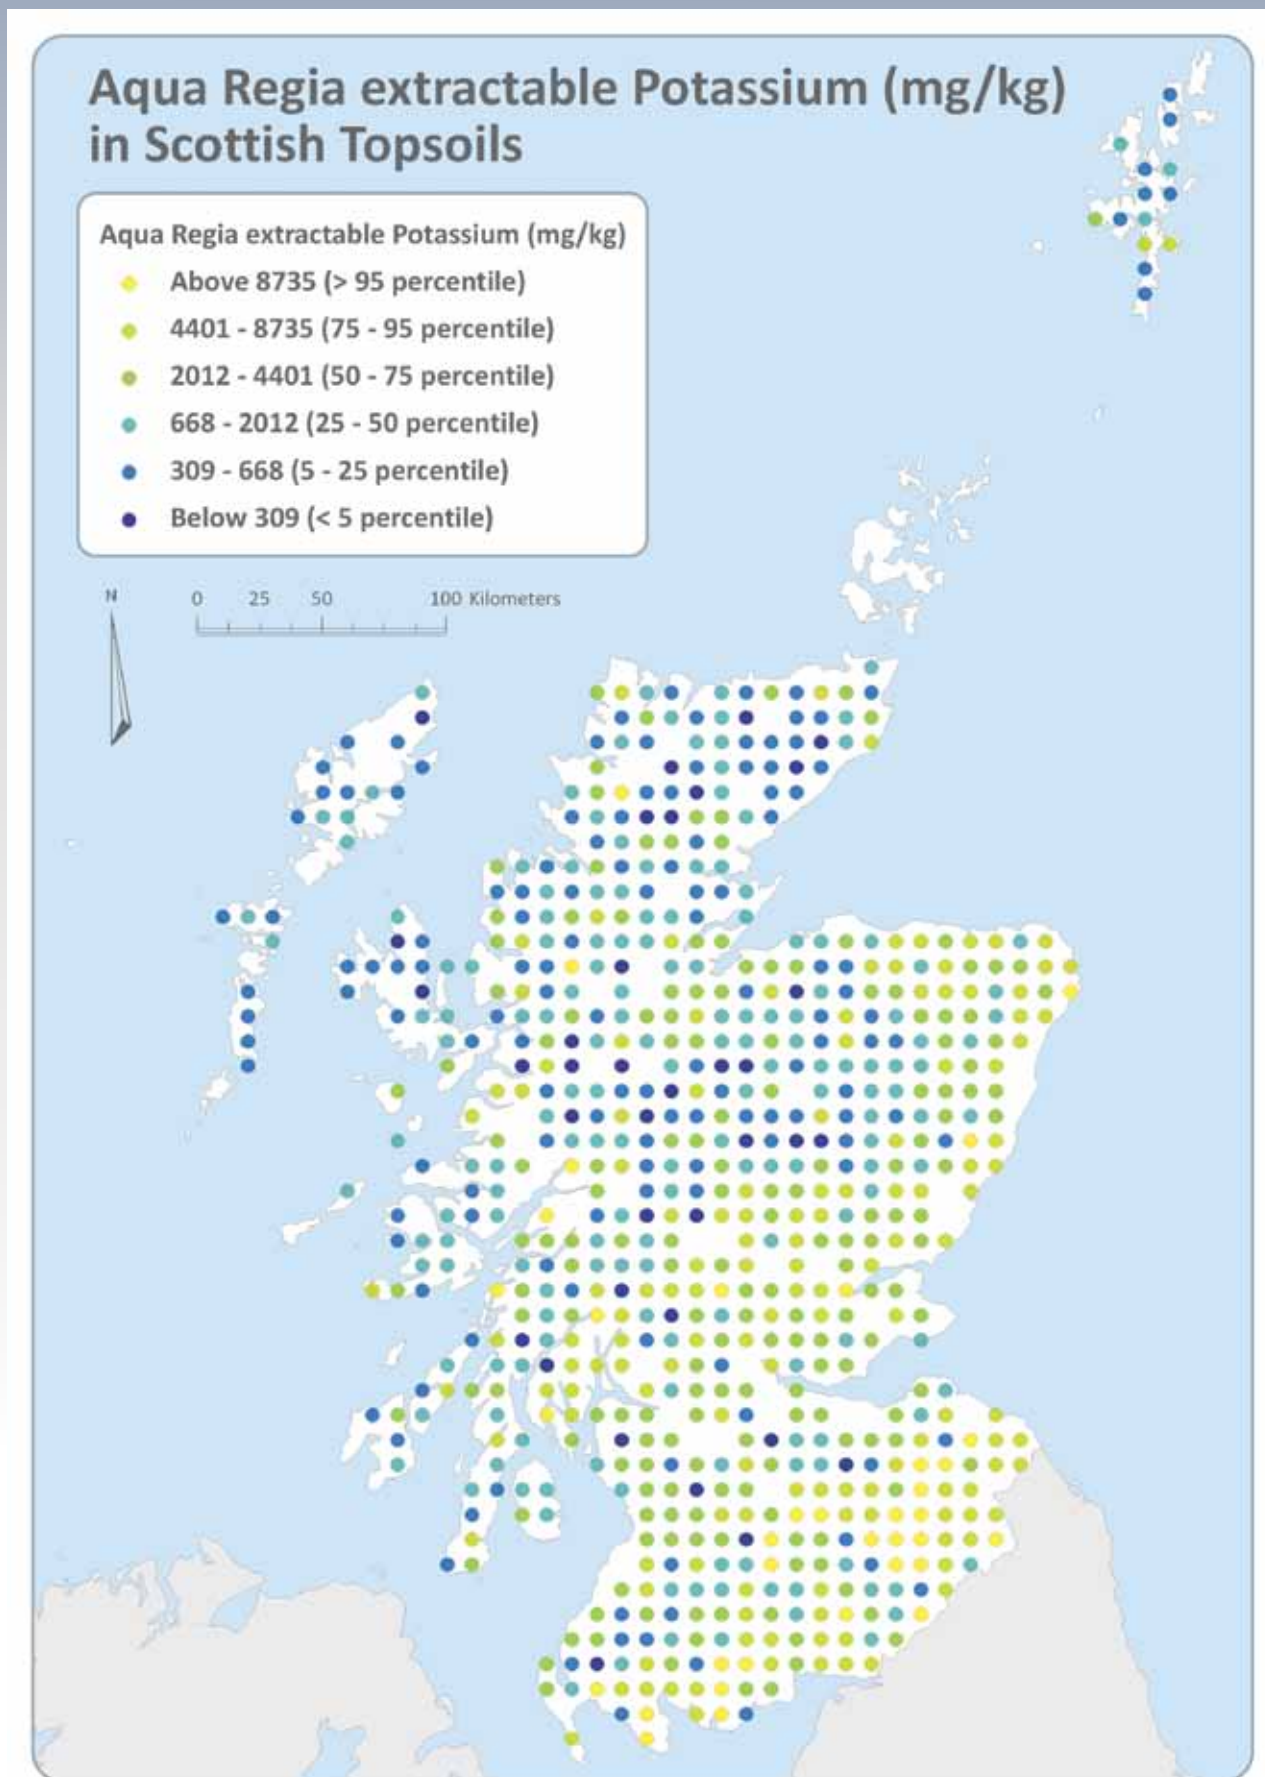 Aqua Regia extractable Potassium (mg/kg)
in Scottish Topsoils
Aqua Regia extractable Potassium (mg/kg)
Above 8735 (> 95 percentile)
4401 - 8735 (75 - 95 percentile)
2012 - 4401 (50 - 75 percentile)
668 - 2012 (25 - 50 percentile)
309 - 668 (5 - 25 percentile)
Below 309 (< 5 percentile)
N
0 25 50 100 Kilometers